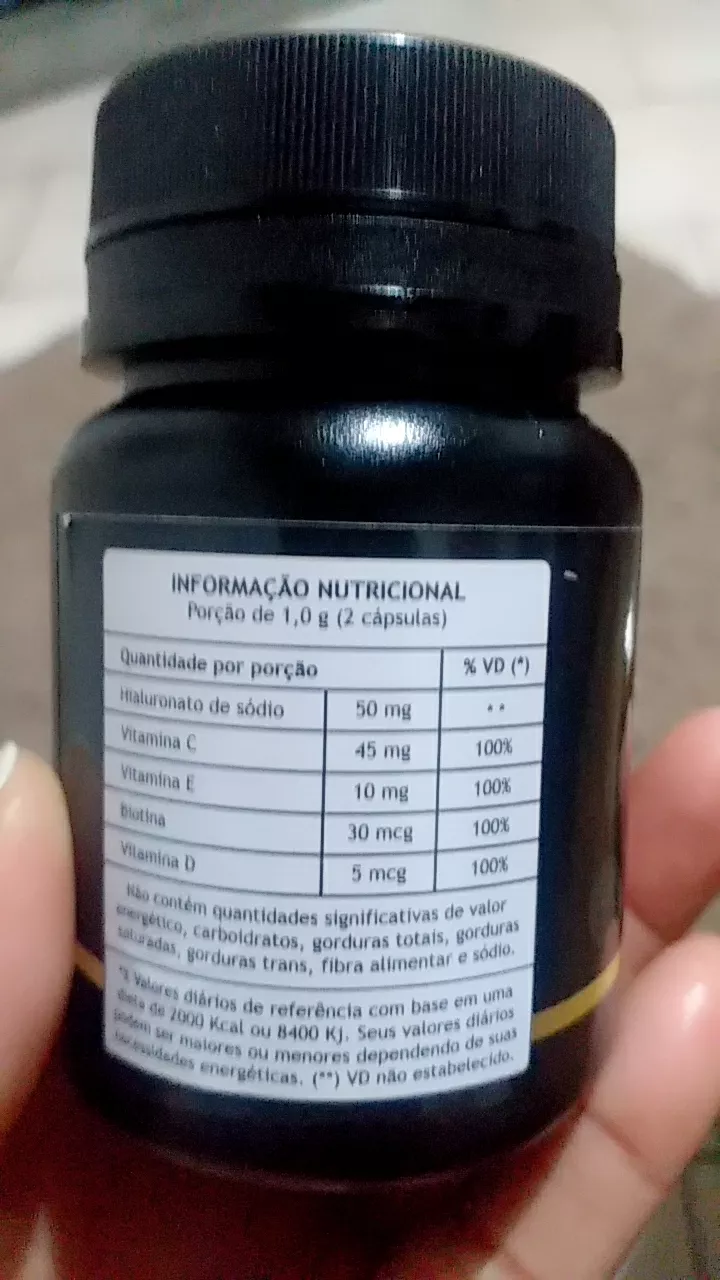 INFORMAÇÃO NUTRICIONAL
Porção de 1,0 g (2 cápsulas)
Quantidade por porção % VD (*)
Hialuronato de sódio 50 mg **
Vitamina C 45 mg 100%
Vitamina E 10 mg 100%
Biotina 30 mcg 100%
Vitamina D 5 mcg 100%
Não contém quantidades significativas de valor
energético, carboidratos, gorduras totais, gorduras
saturadas, gorduras trans, fibra alimentar e sódio.
*% Valores diários de referência com base em uma
dieta de 2000 Kcal ou 8400 KJ. Seus valores diários
podem ser maiores ou menores dependendo de suas
necessidades energéticas. (**) VD não estabelecido.